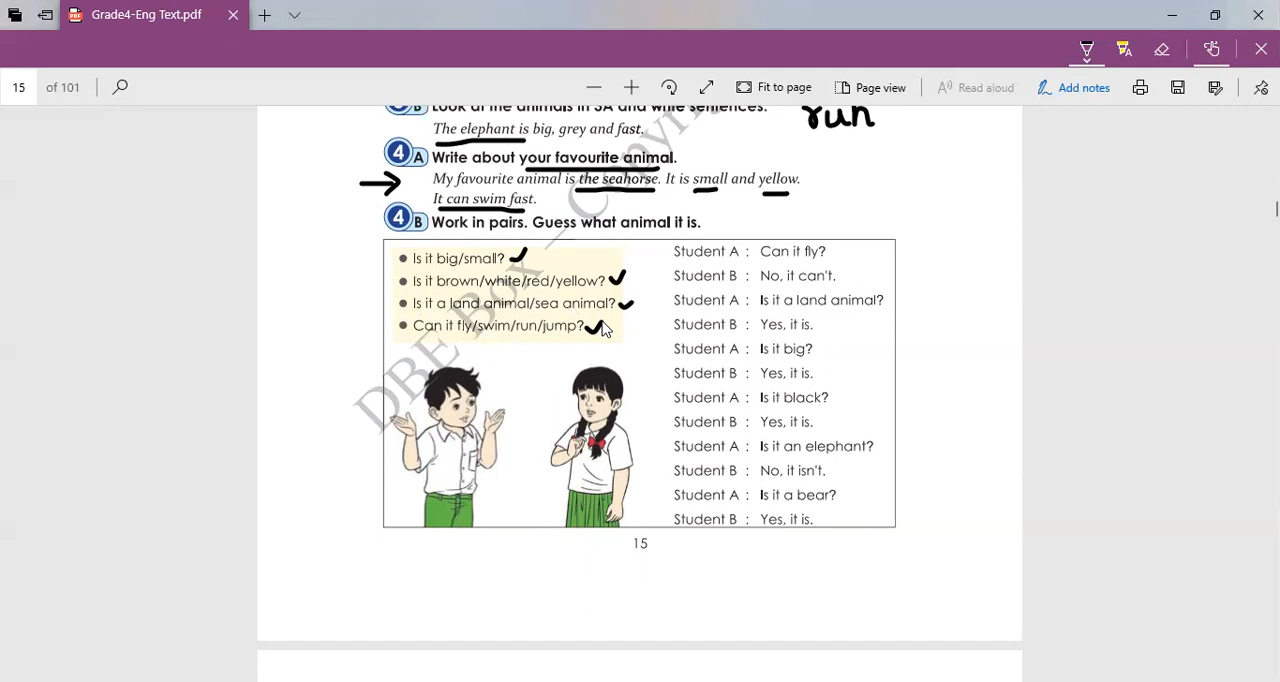 Grade4-Eng Text.pdf
15 of 101
Fit to page
Page view
Read aloud
Add notes
B Look at the animals in 3A and write sentences.
run
The elephant is big, grey and fast.
4 A Write about your favourite animal.
My favourite animal is the seahorse. It is small and yellow.
It can swim fast.
4 B Work in pairs. Guess what animal it is.
• Is it big/small?
• Is it brown/white/red/yellow?
• Is it a land animal/sea animal?
• Can it fly/swim/run/jump?
Student A : Can it fly?
Student B : No, it can't.
Student A : Is it a land animal?
Student B : Yes, it is.
Student A : Is it big?
Student B : Yes, it is.
Student A : Is it black?
Student B : Yes, it is.
Student A : Is it an elephant?
Student B : No, it isn't.
Student A : Is it a bear?
Student B : Yes, it is.
DBE Box – Copyri
15